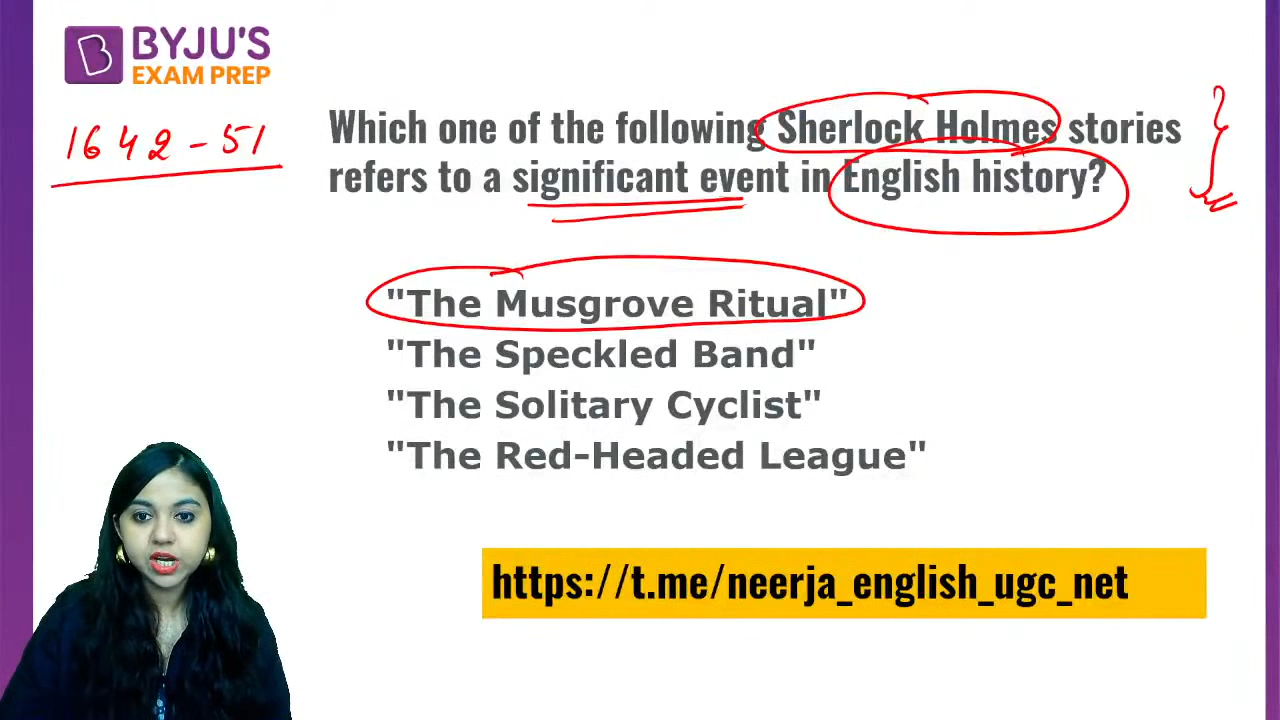 BYJU'S
EXAM PREP
1642-51
Which one of the following Sherlock Holmes stories
refers to a significant event in English history?
"The Musgrove Ritual"
"The Speckled Band"
"The Solitary Cyclist"
"The Red-Headed League"
https://t.me/neerja_english_ugc_net